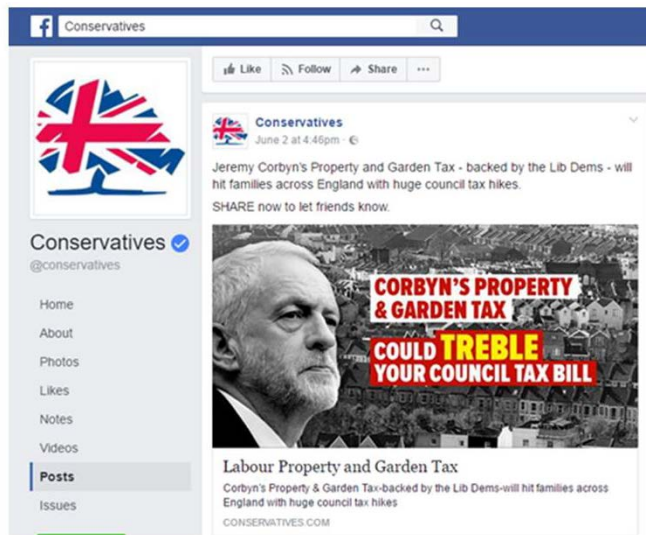 Conservatives
Like
Follow
Share
Conservatives
June 2 at 4:46pm
Jeremy Corbyn's Property and Garden Tax - backed by the Lib Dems - will
hit families across England with huge council tax hikes.
SHARE now to let friends know.
CORBYN'S PROPERTY
& GARDEN TAX
COULD TREBLE
YOUR COUNCIL TAX BILL
Labour Property and Garden Tax
Corbyn's Property & Garden Tax-backed by the Lib Dems-will hit families across
England with huge council tax hikes
CONSERVATIVES.COM
Conservatives
@conservatives
Home
About
Photos
Likes
Notes
Videos
Posts
Issues